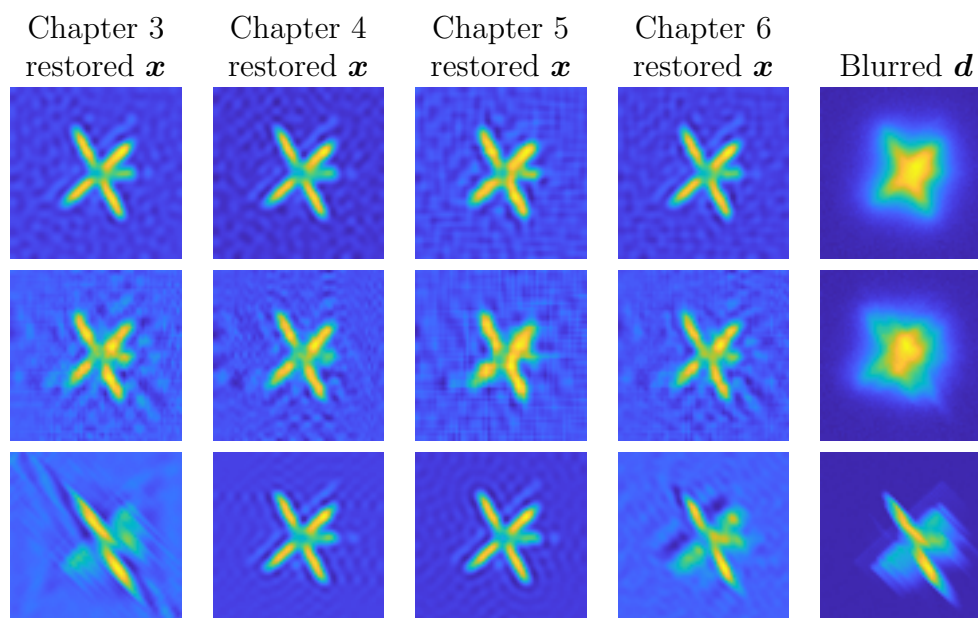 Chapter 3 Chapter 4 Chapter 5 Chapter 6
restored x restored x restored x restored x Blurred d